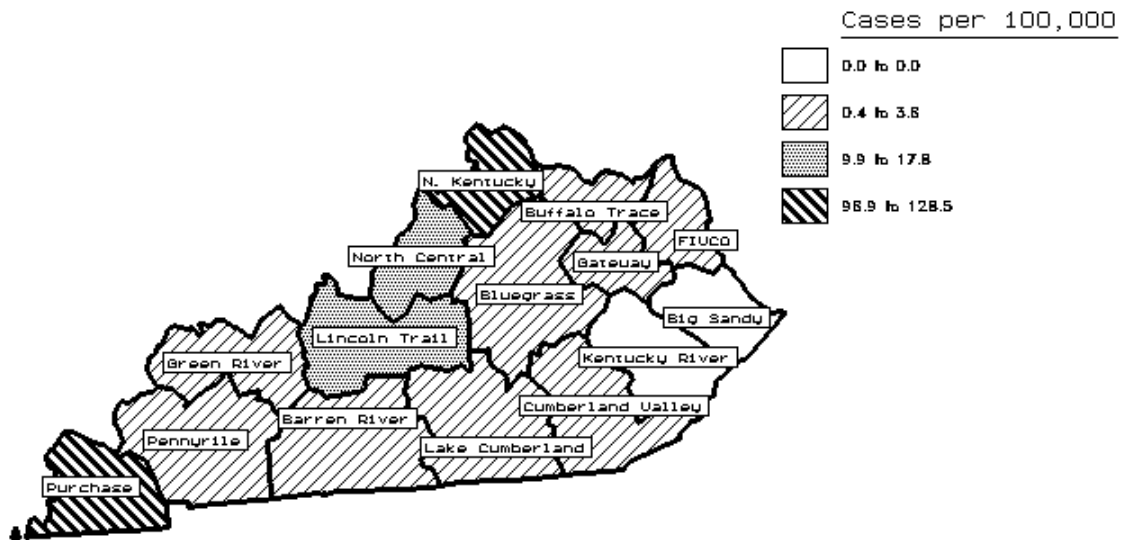 Cases per 100,000
0.0 to 0.0
0.4 to 3.8
9.9 to 17.8
98.9 to 128.5
N. Kentucky
Buffalo Trace
FIVCO
North Central
Gateway
Bluegrass
Big Sandy
Lincoln Trail
Kentucky River
Green River
Cumberland Valley
Barren River
Pennyrile
Lake Cumberland
Purchase